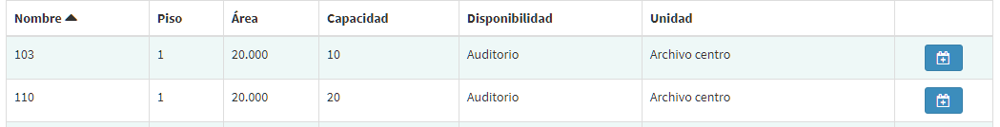 Nombre Piso Área Capacidad Disponibilidad Unidad
103 1 20.000 10 Auditorio Archivo centro
110 1 20.000 20 Auditorio Archivo centro